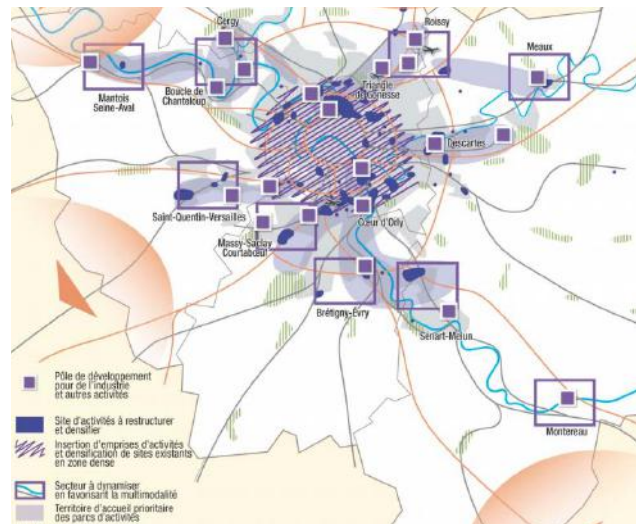 Cergy
Roissy
Meaux
Mantois
Seine-Aval
Boucle de
Chanteloup
Triangle
de Gonesse
Descartes
Saint-Quentin-Versailles
Massy-Saclay
Courtabœuf
Cœur d'Orly
Brétigny-Evry
Sénart-Melun
Montereau
Pôle de développement
pour de l'industrie
et autres activités
Site d'activités à restructurer
et densifier
Insertion d'emprises d'activités
et densification de sites existants
en zone dense
Secteur à dynamiser
en favorisant la multimodalité
Territoire d'accueil prioritaire
des parcs d'activités